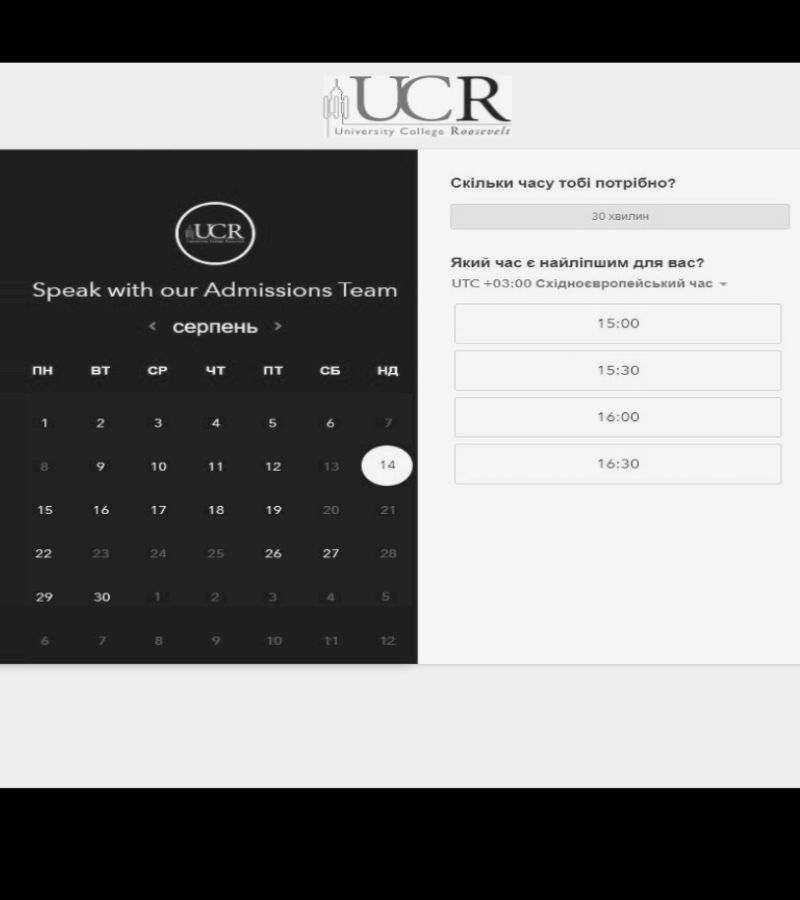 UCR
University College Roosevelt
UCR
Speak with our Admissions Team
‹ серпень ›
ПН ВТ СР ЧТ ПТ СБ НД
1 2 3 4 5 6 7
8 9 10 11 12 13 14
15 16 17 18 19 20 21
22 23 24 25 26 27 28
29 30 1 2 3 4 5
6 7 8 9 10 11 12
Скільки часу тобі потрібно?
30 хвилин
Який час є найліпшим для вас?
UTC +03:00 Східноєвропейський час
15:00
15:30
16:00
16:30